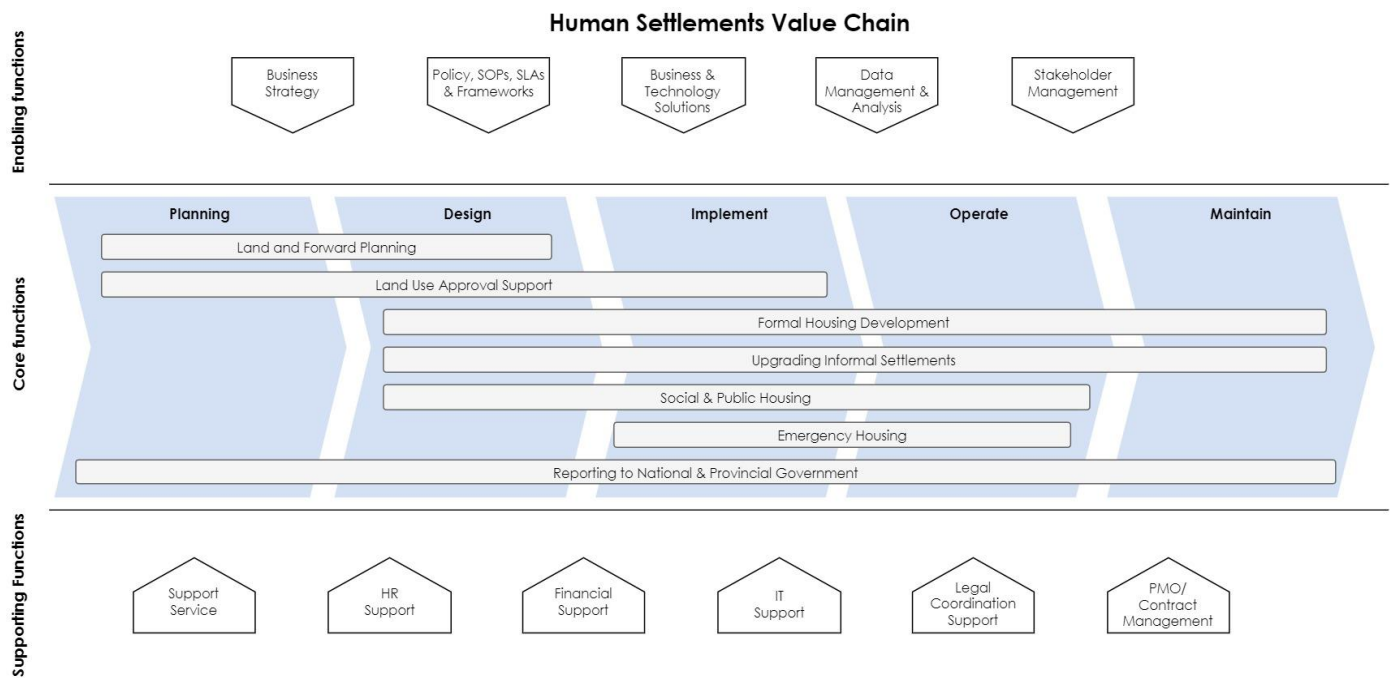 Human Settlements Value Chain
Enabling functions
Business
Strategy
Policy, SOPs, SLAs
& Frameworks
Business &
Technology
Solutions
Data
Management &
Analysis
Stakeholder
Management
Core functions
Planning
Design
Implement
Operate
Maintain
Land and Forward Planning
Land Use Approval Support
Formal Housing Development
Upgrading Informal Settlements
Social & Public Housing
Emergency Housing
Reporting to National & Provincial Government
Supporting Functions
Support
Service
HR
Support
Financial
Support
IT
Support
Legal
Coordination
Support
PMO/
Contract
Management